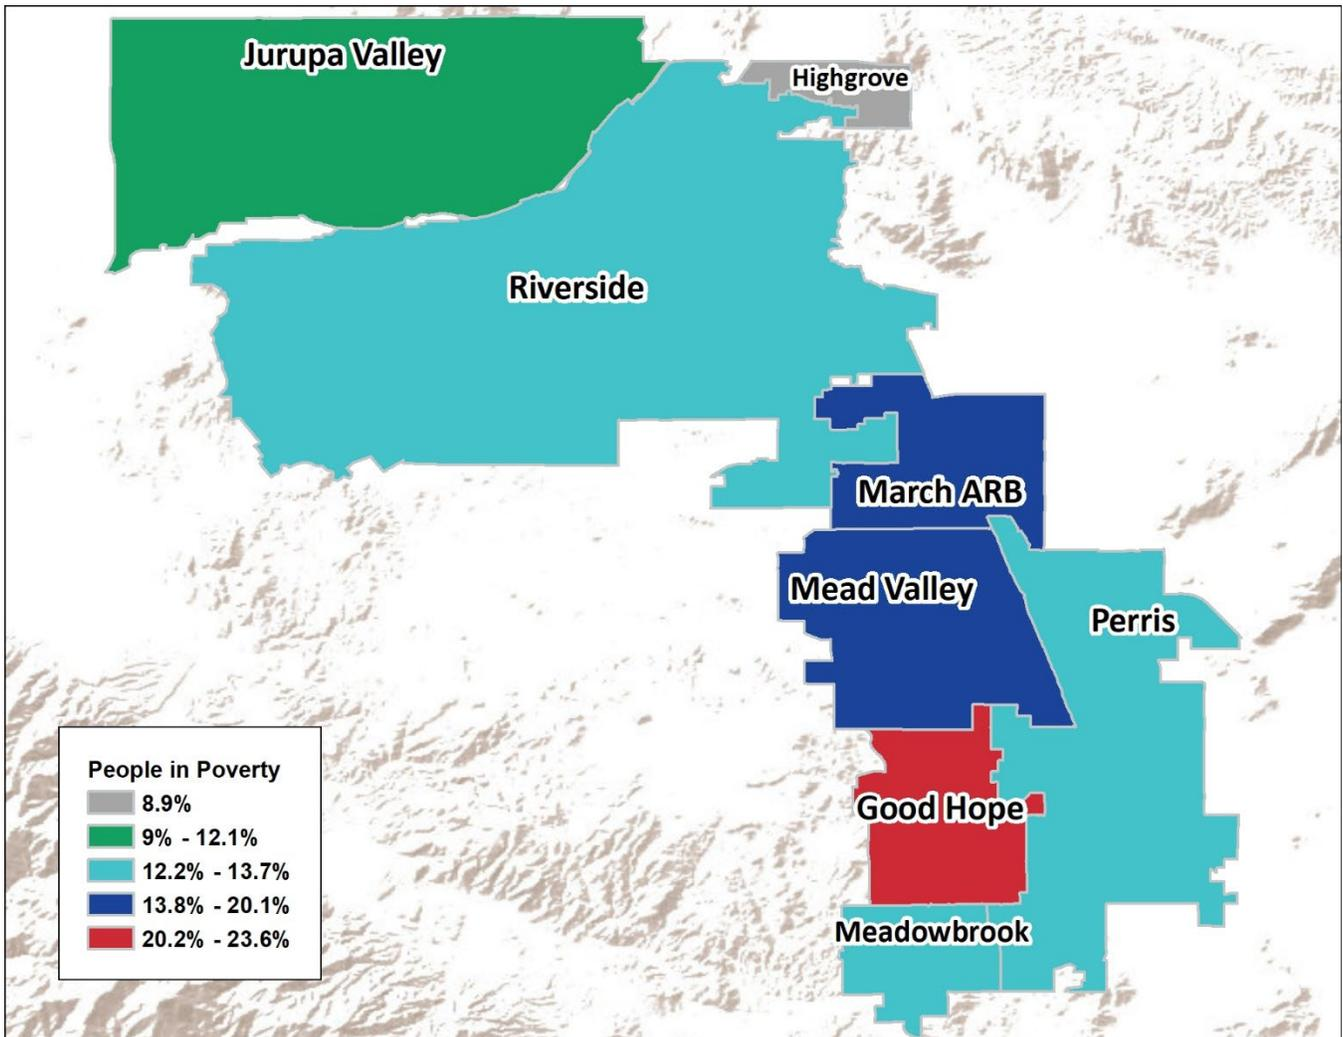 Jurupa Valley
Highgrove
Riverside
March ARB
Mead Valley
Perris
Good Hope
Meadowbrook
People in Poverty
8.9%
9% - 12.1%
12.2% - 13.7%
13.8% - 20.1%
20.2% - 23.6%